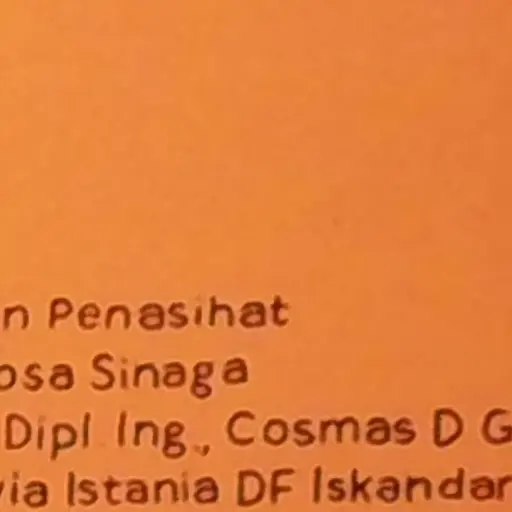 n Penasihat
osa Sinaga
Dipl Ing., Cosmas D G
via Istania DF Iskandar